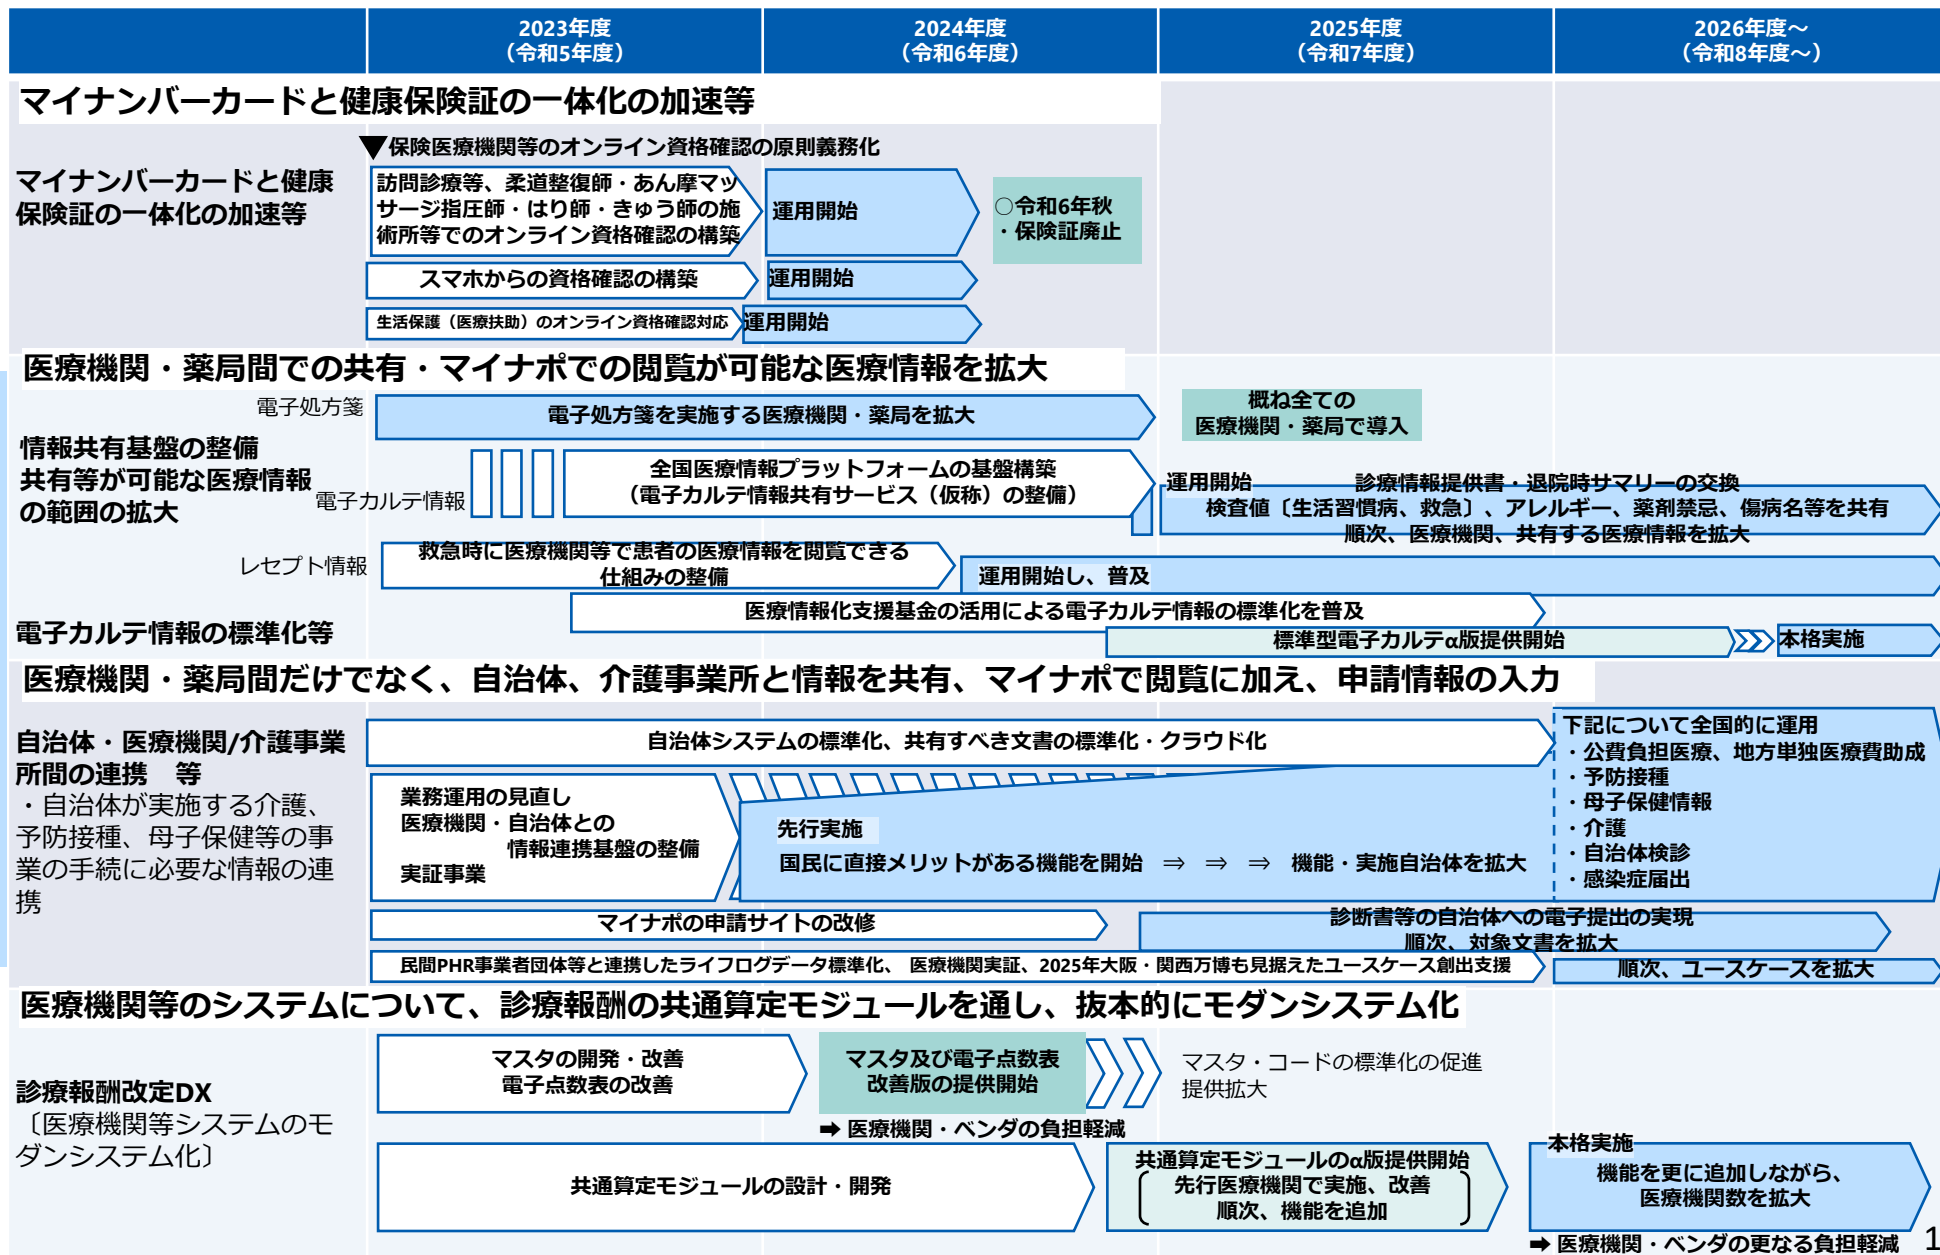 2023年度
（令和5年度）
2024年度
（令和6年度）
2025年度
（令和7年度）
2026年度～
（令和8年度～）
マイナンバーカードと健康保険証の一体化の加速等
▼保険医療機関等のオンライン資格確認の原則義務化
マイナンバーカードと健康
保険証の一体化の加速等
訪問診療等、柔道整復師・あん摩マッ
サージ指圧師・はり師・きゅう師の施
術所等でのオンライン資格確認の構築
運用開始
○令和6年秋
・保険証廃止
スマホからの資格確認の構築
運用開始
生活保護（医療扶助）のオンライン資格確認対応
運用開始
医療機関・薬局間での共有・マイナポでの閲覧が可能な医療情報を拡大
電子処方箋
電子処方箋を実施する医療機関・薬局を拡大
概ね全ての
医療機関・薬局で導入
情報共有基盤の整備
共有等が可能な医療情報
の範囲の拡大
電子カルテ情報
全国医療情報プラットフォームの基盤構築
（電子カルテ情報共有サービス（仮称）の整備）
運用開始
診療情報提供書・退院時サマリーの交換
検査値〔生活習慣病、救急〕、アレルギー、薬剤禁忌、傷病名等を共有
順次、医療機関、共有する医療情報を拡大
レセプト情報
救急時に医療機関等で患者の医療情報を閲覧できる
仕組みの整備
運用開始し、普及
電子カルテ情報の標準化等
医療情報化支援基金の活用による電子カルテ情報の標準化を普及
標準型電子カルテα版提供開始
本格実施
医療機関・薬局間だけでなく、自治体、介護事業所と情報を共有、マイナポで閲覧に加え、申請情報の入力
自治体・医療機関/介護事業
所間の連携　等
・自治体が実施する介護、
予防接種、母子保健等の事
業の手続に必要な情報の連
携
自治体システムの標準化、共有すべき文書の標準化・クラウド化
業務運用の見直し
医療機関・自治体との
情報連携基盤の整備
実証事業
先行実施
国民に直接メリットがある機能を開始　⇒　⇒　⇒　機能・実施自治体を拡大
下記について全国的に運用
・公費負担医療、地方単独医療費助成
・予防接種
・母子保健情報
・介護
・自治体検診
・感染症届出
マイナポの申請サイトの改修
診断書等の自治体への電子提出の実現
順次、対象文書を拡大
民間PHR事業者団体等と連携したライフログデータ標準化、 医療機関実証、2025年大阪・関西万博も見据えたユースケース創出支援
順次、ユースケースを拡大
医療機関等のシステムについて、診療報酬の共通算定モジュールを通し、抜本的にモダンシステム化
診療報酬改定DX
〔医療機関等システムのモ
ダンシステム化〕
マスタの開発・改善
電子点数表の改善
マスタ及び電子点数表
改善版の提供開始
マスタ・コードの標準化の促進
提供拡大
➡ 医療機関・ベンダの負担軽減
共通算定モジュールの設計・開発
共通算定モジュールのα版提供開始
先行医療機関で実施、改善
順次、機能を追加
本格実施
機能を更に追加しながら、
医療機関数を拡大
➡ 医療機関・ベンダの更なる負担軽減
1